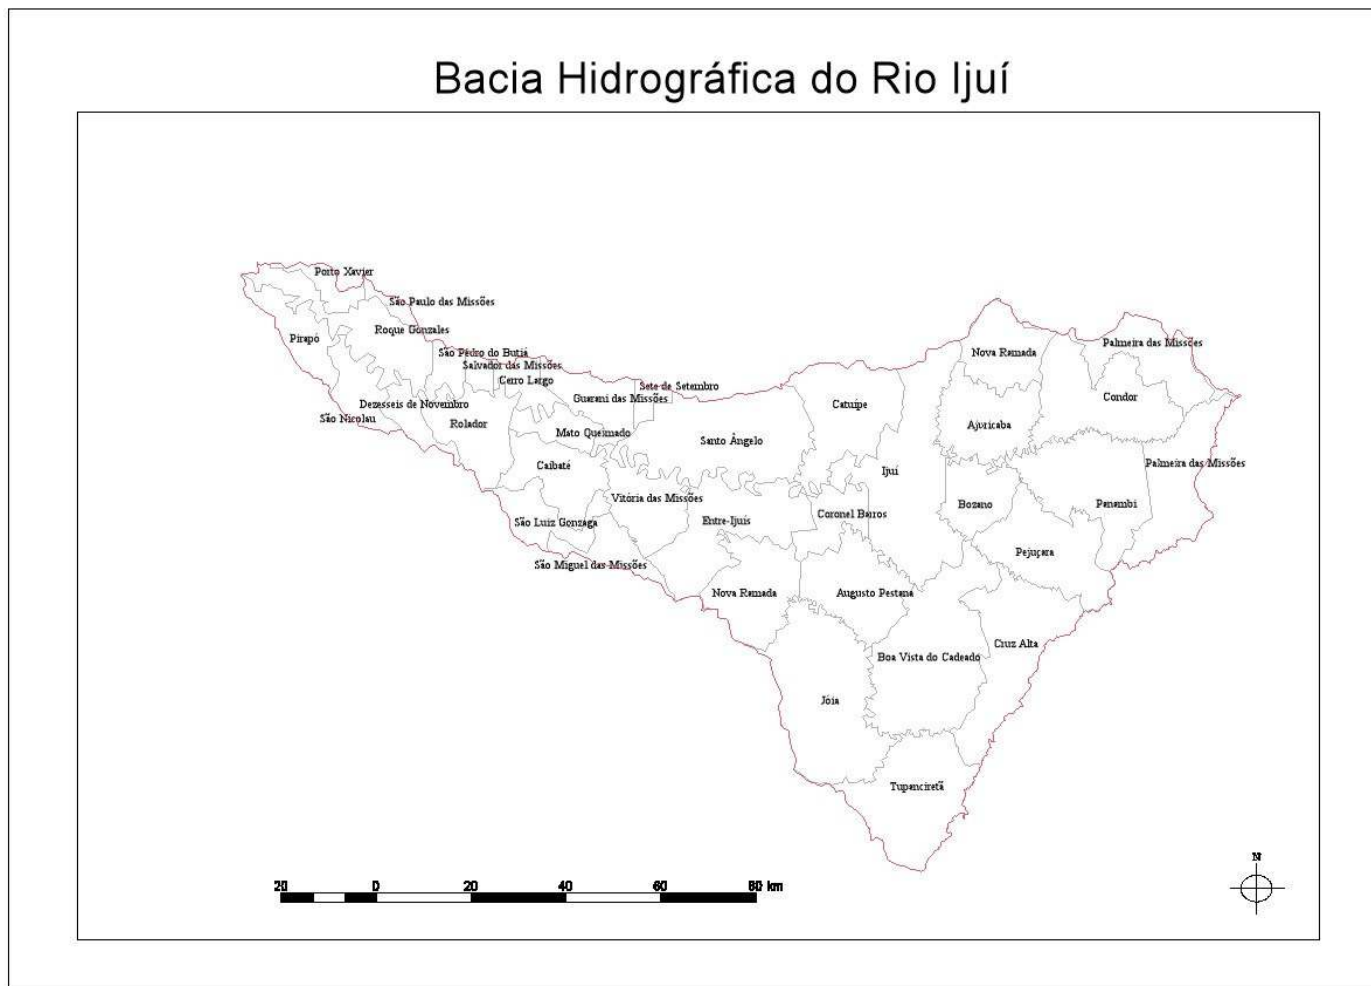 Bacia Hidrográfica do Rio Ijuí
Porto Xavier
São Paulo das Missões
Roque Gonzales
Pirapó
São Pedro do Butiá
Nova Ramada
Palmeira das Missões
Salvador das Missões
Cerro Largo
Sete de Setembro
Guarani das Missões
Condor
Dezesseis de Novembro
Catuípe
São Nicolau
Rolador
Ajuricaba
Mato Queimado
Santo Ângelo
Caibaté
Ijuí
Palmeira das Missões
Vitória das Missões
Bozano
Panambi
São Luiz Gonzaga
Entre-Ijuís
Coronel Barros
Pejuçara
São Miguel das Missões
Nova Ramada
Augusto Pestana
Cruz Alta
Boa Vista do Cadeado
Jóia
Tupanciretã
N
20 0 20 40 60 80 km